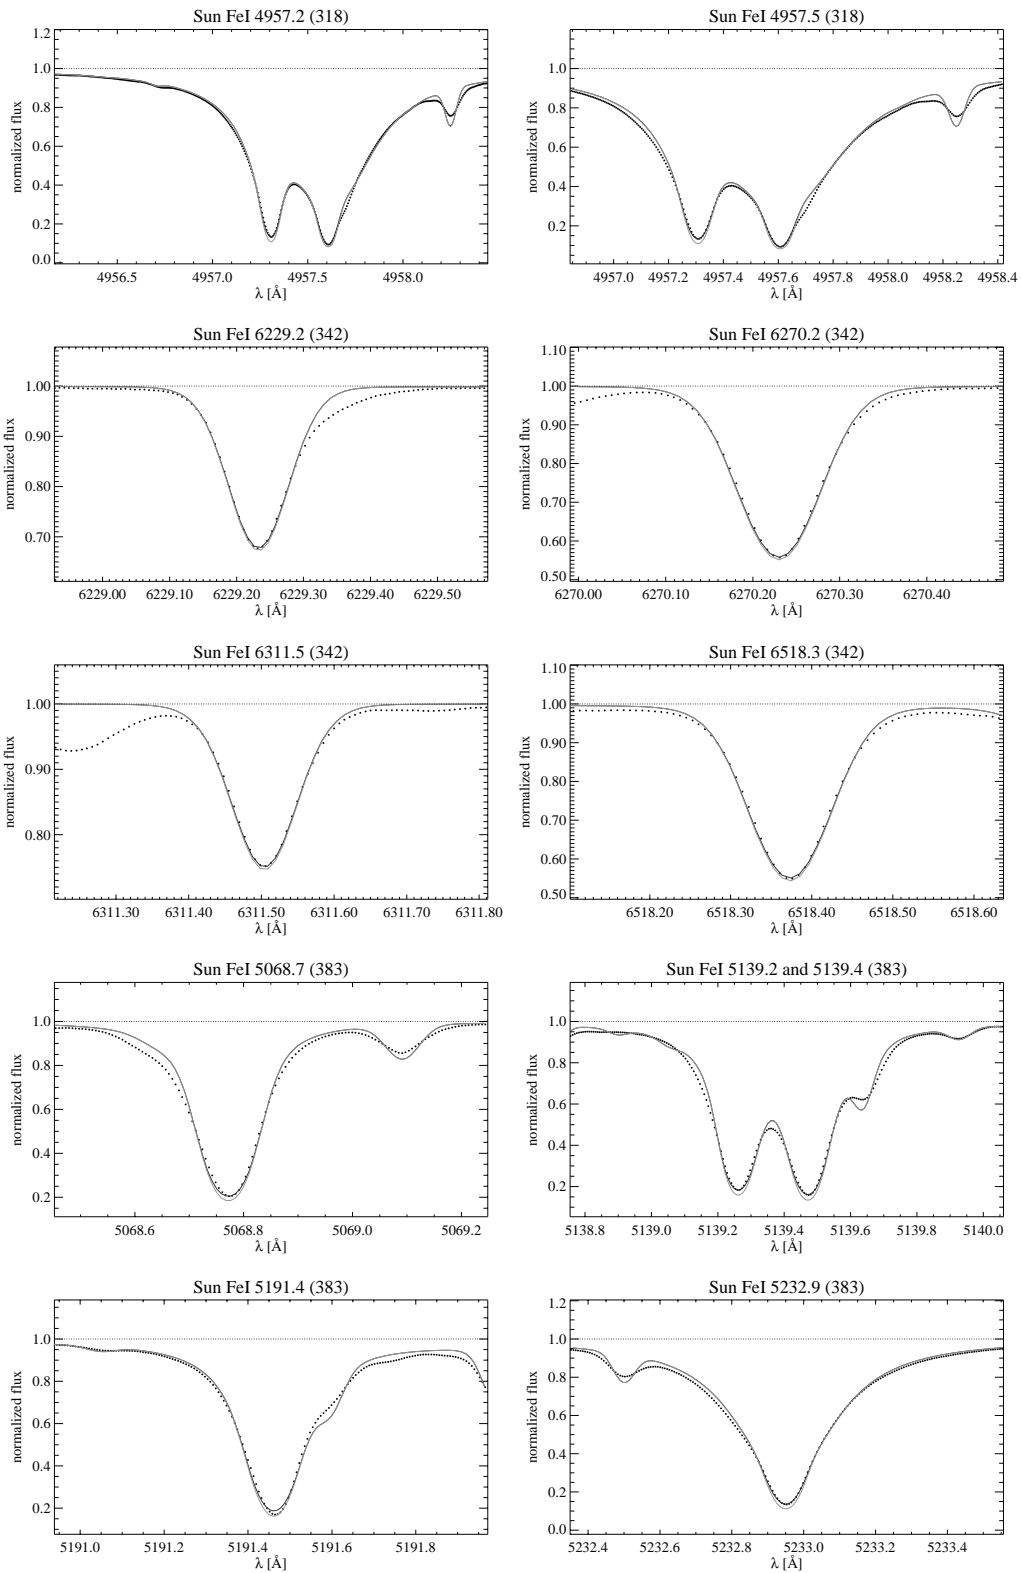 Sun FeI 4957.2 (318)
1.2
1.0
0.8
0.6
0.4
0.2
0.0
normalized flux
4956.5 4957.0 4957.6 4958.0
λ [Å]
Sun FeI 4957.5 (318)
1.0
0.8
0.6
0.4
0.2
normalized flux
4957.0 4957.2 4957.4 4957.6 4957.8 4958.0 4958.2 4958.4
λ [Å]
Sun FeI 6229.2 (342)
1.00
0.90
0.80
0.70
normalized flux
6229.00 6229.10 6229.20 6229.30 6229.40 6229.50
λ [Å]
Sun FeI 6270.2 (342)
1.10
1.00
0.90
0.80
0.70
0.60
0.50
normalized flux
6270.00 6270.10 6270.20 6270.30 6270.40
λ [Å]
Sun FeI 6311.5 (342)
1.00
0.90
0.80
normalized flux
6311.30 6311.40 6311.50 6311.60 6311.70 6311.80
λ [Å]
Sun FeI 6518.3 (342)
1.10
1.00
0.90
0.80
0.70
0.60
0.50
normalized flux
6518.20 6518.30 6518.40 6518.50 6518.60
λ [Å]
Sun FeI 5068.7 (383)
1.0
0.8
0.6
0.4
0.2
normalized flux
5068.6 5068.8 5069.0 5069.2
λ [Å]
Sun FeI 5139.2 and 5139.4 (383)
1.0
0.8
0.6
0.4
0.2
normalized flux
5138.8 5139.0 5139.2 5139.4 5139.6 5139.8 5140.0
λ [Å]
Sun FeI 5191.4 (383)
1.0
0.8
0.6
0.4
0.2
normalized flux
5191.0 5191.2 5191.4 5191.6 5191.8
λ [Å]
Sun FeI 5232.9 (383)
1.2
1.0
0.8
0.6
0.4
0.2
0.0
normalized flux
5232.4 5232.6 5232.8 5233.0 5233.2 5233.4
λ [Å]